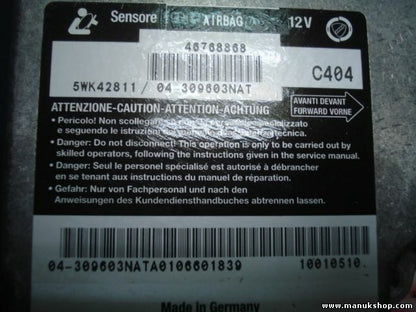 Sensore AIRBAG 12V
46768868
5WK42811 / 04-309603NAT C404
ATTENZIONE-CAUTION-ATTENTION-ACHTUNG
AVANTI DEVANT
FORWARD VORNE
• Pericolo! Non scollegare
e seguendo le istruzioni
• Danger: Do not disconnect! This operation is only to be carried out by
skilled operators, following the instructions given in the service manual.
• Danger: Seul le personel spécialisé est autorisé à débrancher
en se tenant aux instructions du manuel de réparation.
• Gefahr: Nur von Fachpersonal und nach den
Anweisungen des Kundendiensthandbuches abtrennen lassen.
04-309603NATA0106601839 10010510.
Made in Germany
www.manukshop.com